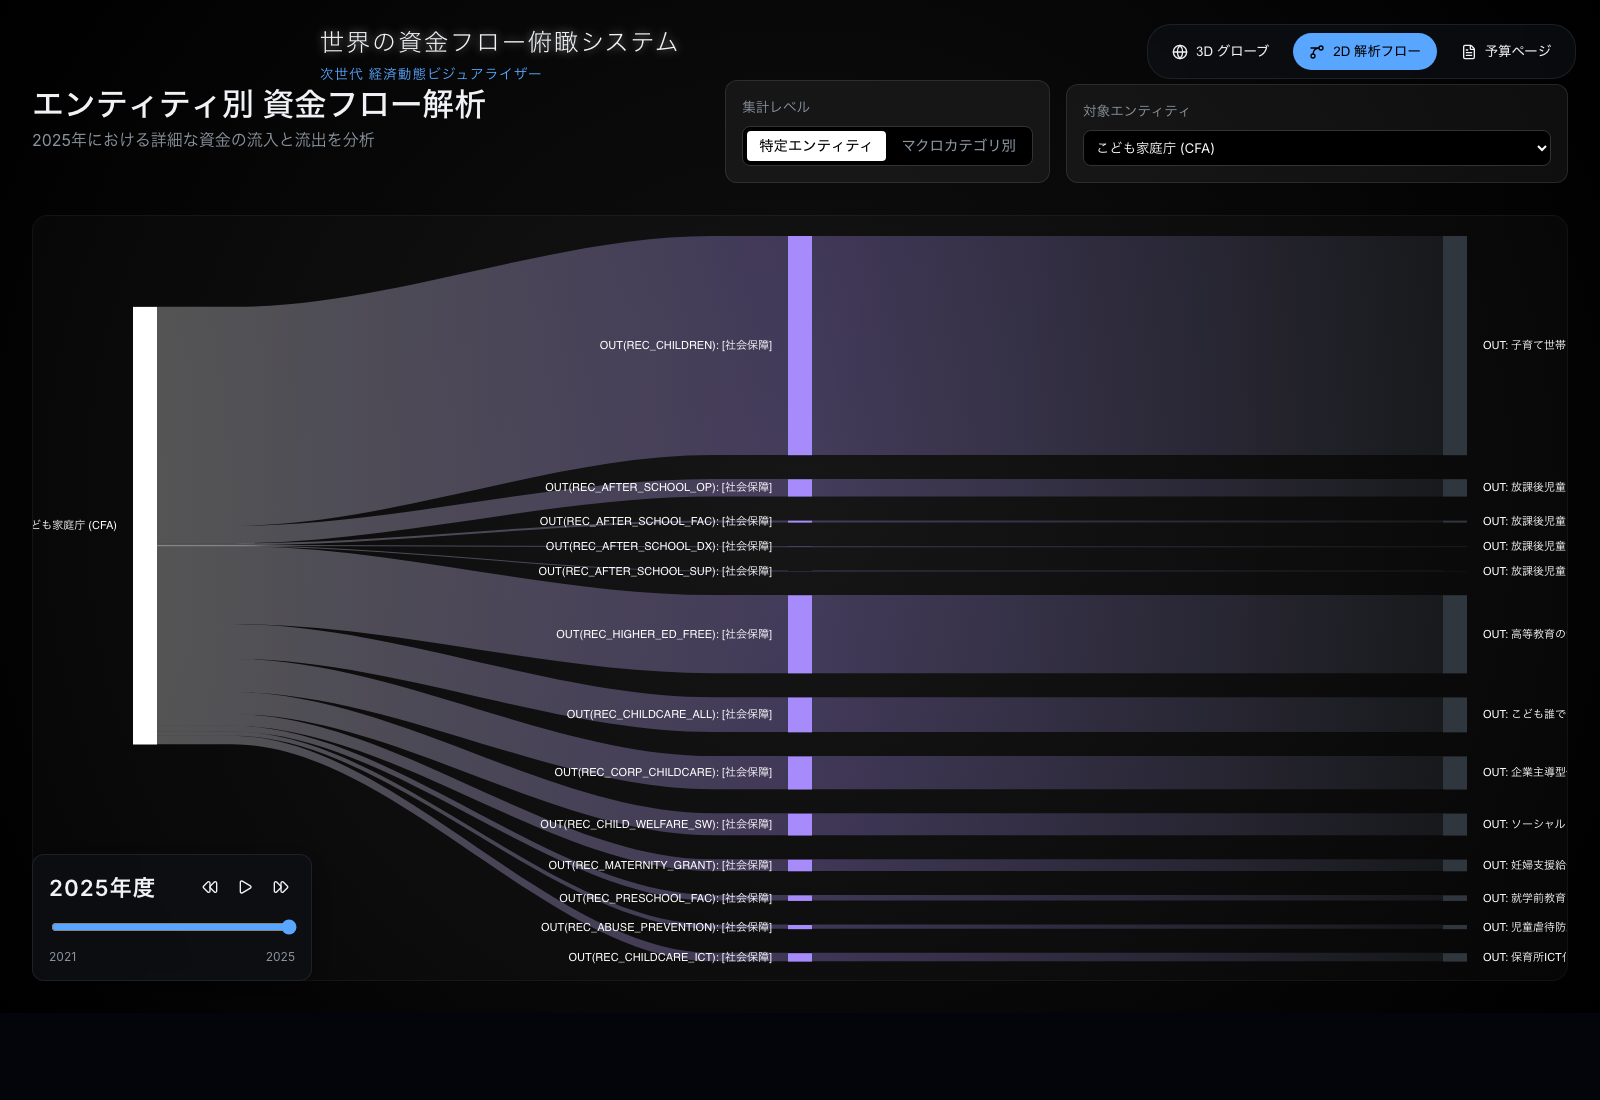 世界の資金フロー俯瞰システム
次世代 経済動態ビジュアライザー
3D グローブ
2D 解析フロー
予算ページ
エンティティ別 資金フロー解析
2025年における詳細な資金の流入と流出を分析
集計レベル
特定エンティティ
マクロカテゴリ別
対象エンティティ
こども家庭庁 (CFA)
OUT(REC_CHILDREN): [社会保障]
OUT: 子育て世帯
OUT(REC_AFTER_SCHOOL_OP): [社会保障]
OUT: 放課後児童
ども家庭庁 (CFA)
OUT(REC_AFTER_SCHOOL_FAC): [社会保障]
OUT: 放課後児童
OUT(REC_AFTER_SCHOOL_DX): [社会保障]
OUT: 放課後児童
OUT(REC_AFTER_SCHOOL_SUP): [社会保障]
OUT: 放課後児童
OUT(REC_HIGHER_ED_FREE): [社会保障]
OUT: 高等教育の
OUT(REC_CHILDCARE_ALL): [社会保障]
OUT: こども誰で
OUT(REC_CORP_CHILDCARE): [社会保障]
OUT: 企業主導型
OUT(REC_CHILD_WELFARE_SW): [社会保障]
OUT: ソーシャル
OUT(REC_MATERNITY_GRANT): [社会保障]
OUT: 妊婦支援給
OUT(REC_PRESCHOOL_FAC): [社会保障]
OUT: 就学前教育
OUT(REC_ABUSE_PREVENTION): [社会保障]
OUT: 児童虐待防
OUT(REC_CHILDCARE_ICT): [社会保障]
OUT: 保育所ICT
2025年度
2021
2025